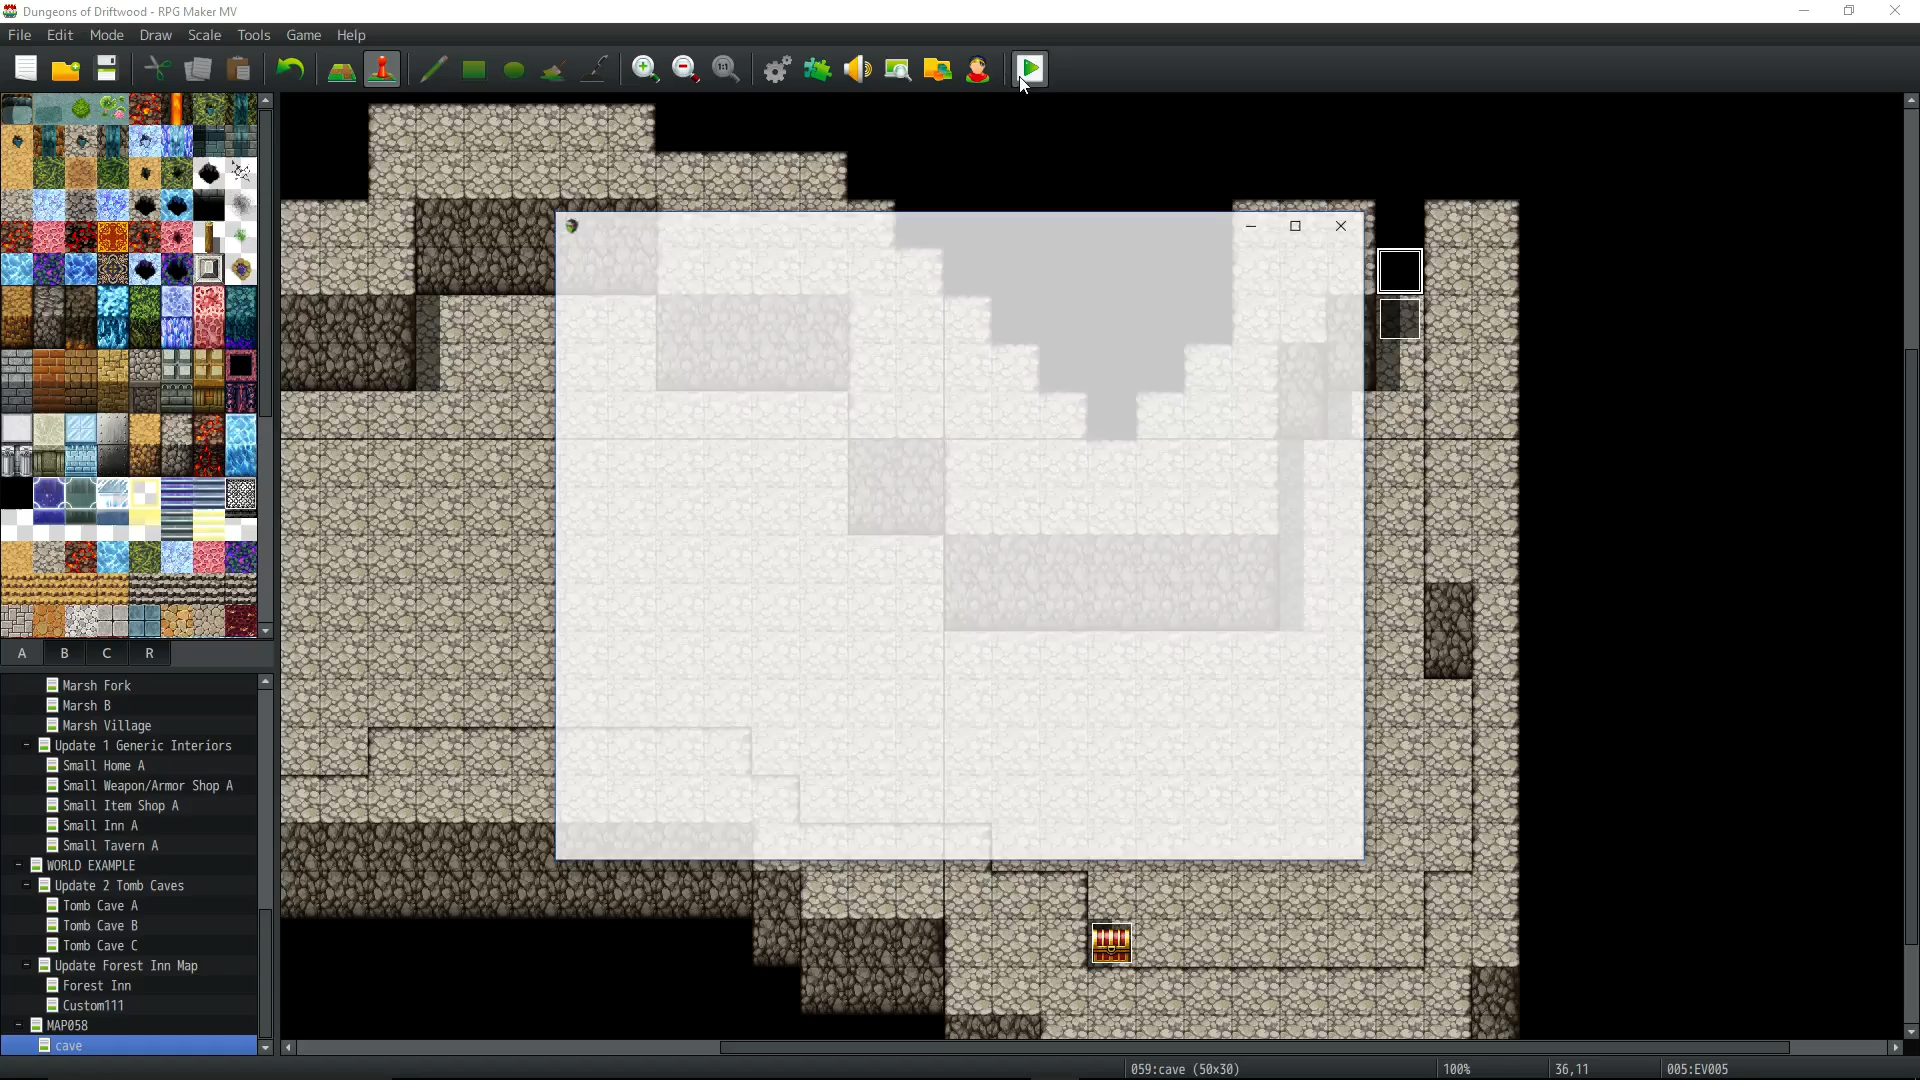 Dungeons of Driftwood - RPG Maker MV
File Edit Mode Draw Scale Tools Game Help
1:1
A B C R
Marsh Fork
Marsh B
Marsh Village
Update 1 Generic Interiors
Small Home A
Small Weapon/Armor Shop A
Small Item Shop A
Small Inn A
Small Tavern A
WORLD EXAMPLE
Update 2 Tomb Caves
Tomb Cave A
Tomb Cave B
Tomb Cave C
Update Forest Inn Map
Forest Inn
Custom111
MAP058
cave
059:cave (50x30) 100% 36,11 005:EV005